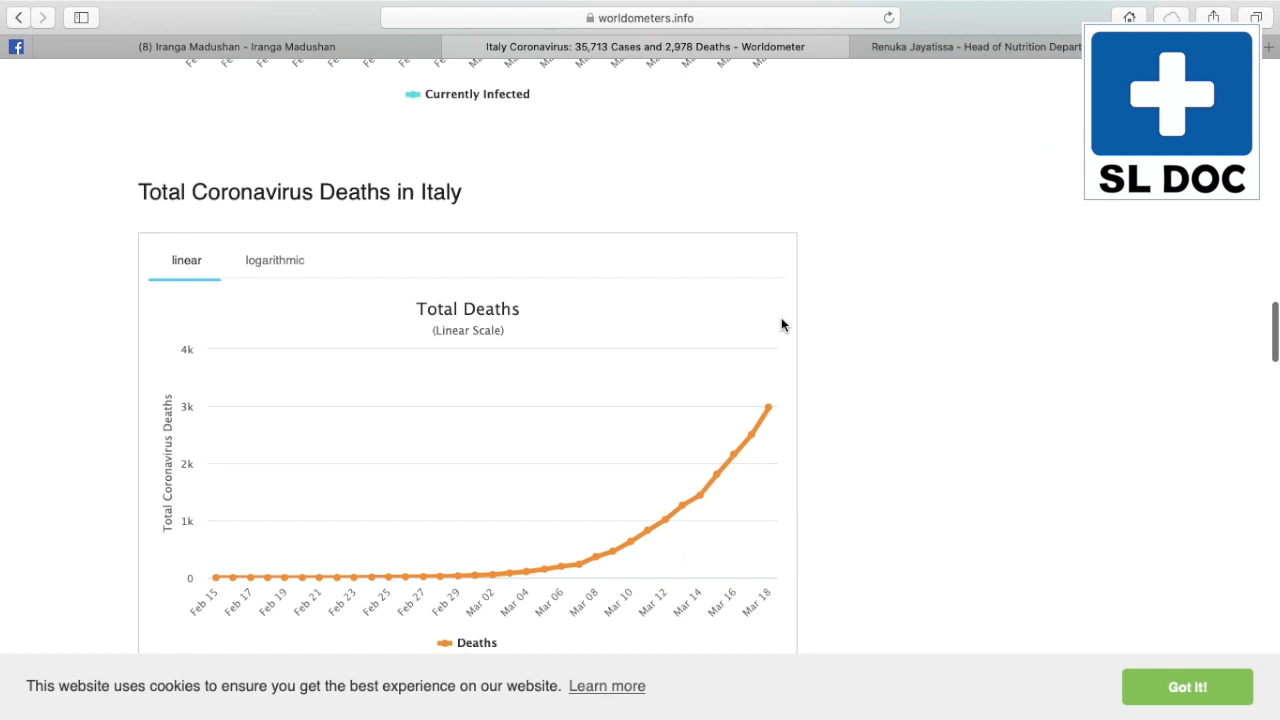 worldometers.info
(8) Iranga Madushan - Iranga Madushan
Italy Coronavirus: 35,713 Cases and 2,978 Deaths - Worldometer
Renuka Jayatissa - Head of Nutrition Depart
SL DOC
Currently Infected
Total Coronavirus Deaths in Italy
linear
logarithmic
Total Deaths
(Linear Scale)
Total Coronavirus Deaths
4k
3k
2k
1k
0
Feb 15
Feb 17
Feb 19
Feb 21
Feb 23
Feb 25
Feb 27
Feb 29
Mar 02
Mar 04
Mar 06
Mar 08
Mar 10
Mar 12
Mar 14
Mar 16
Mar 18
Deaths
This website uses cookies to ensure you get the best experience on our website. Learn more
Got it!